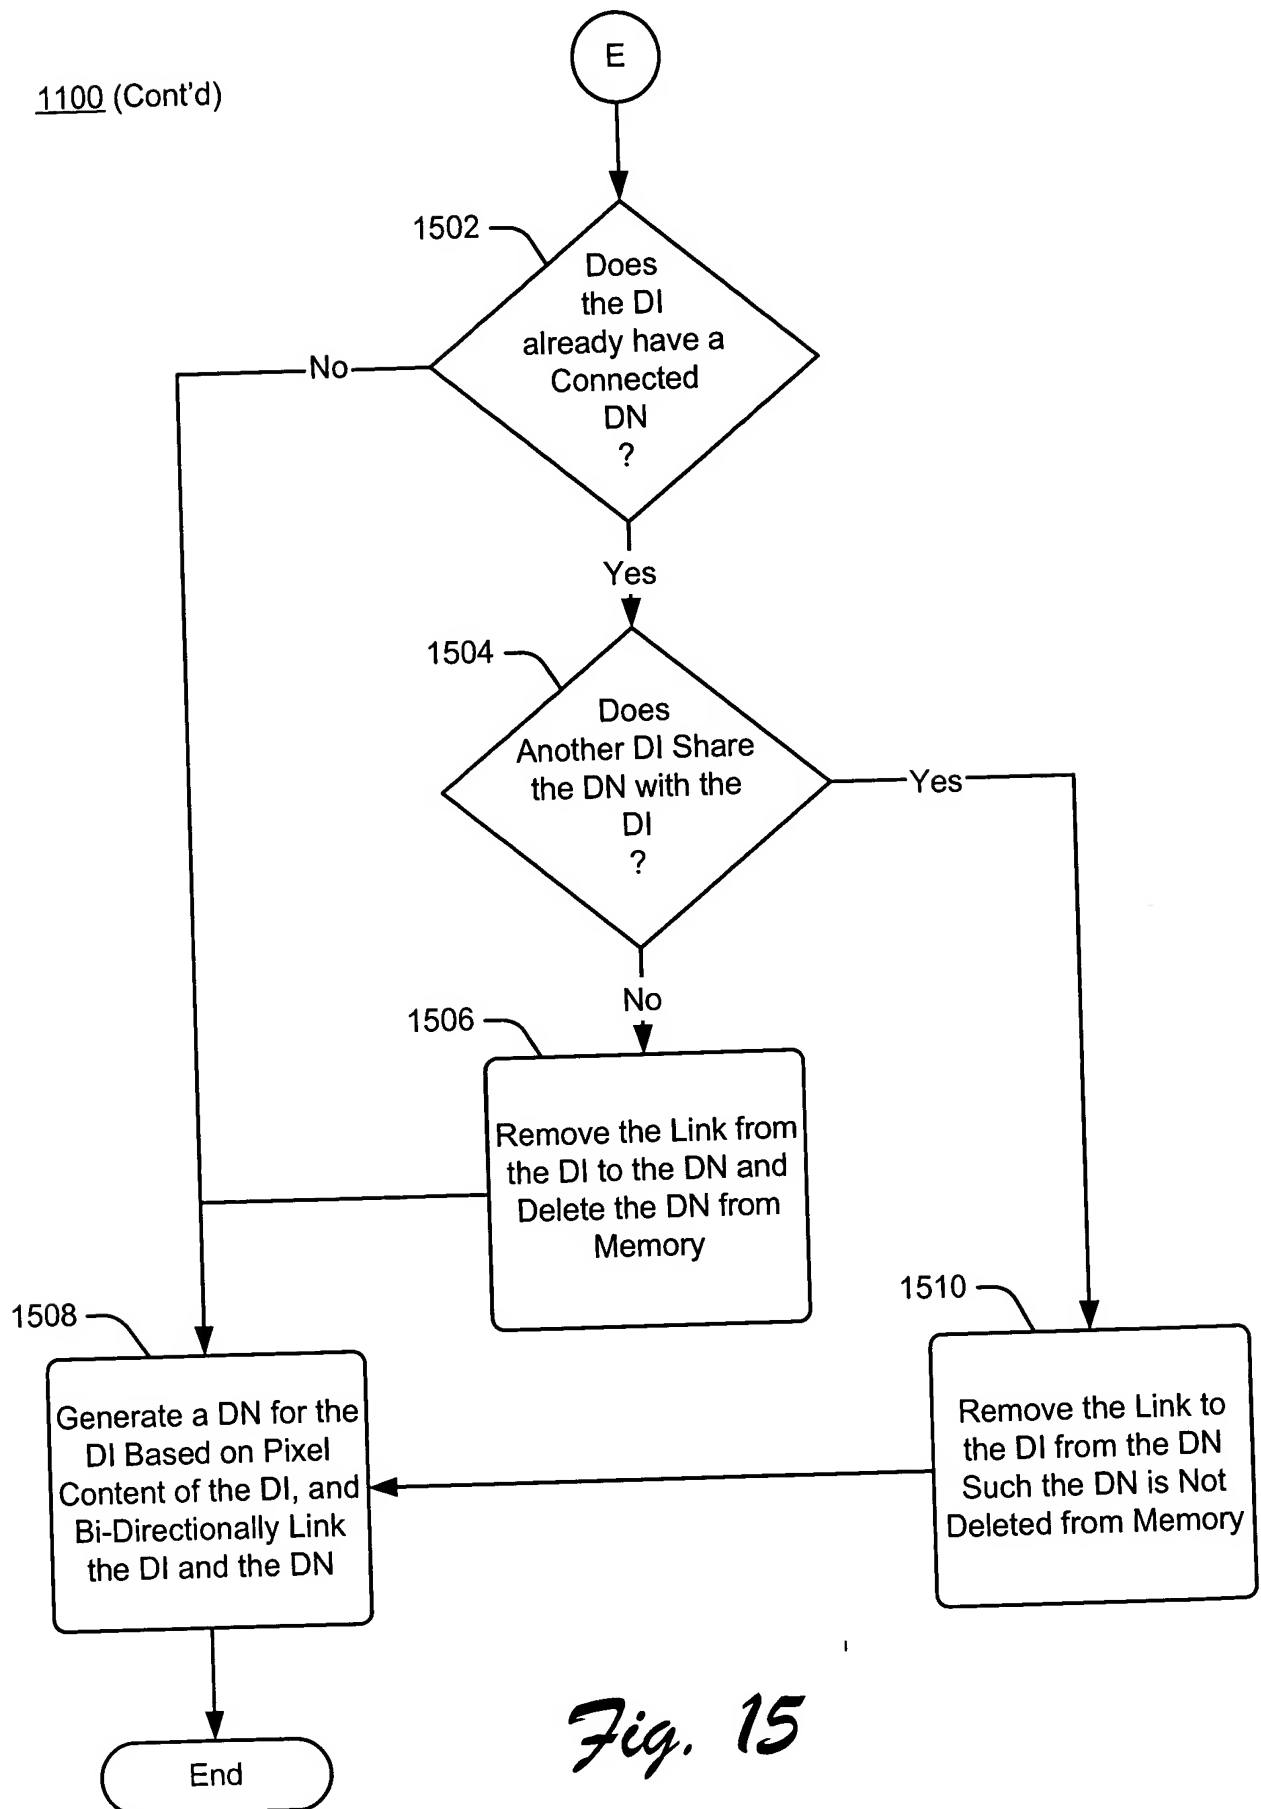 E
1100 (Cont'd)
1502
Does
the DI
already have a
Connected
DN
?
No
Yes
1504
Does
Another DI Share
the DN with the
DI
?
Yes
No
1506
Remove the Link from
the DI to the DN and
Delete the DN from
Memory
1508
Generate a DN for the
DI Based on Pixel
Content of the DI, and
Bi-Directionally Link
the DI and the DN
1510
Remove the Link to
the DI from the DN
Such the DN is Not
Deleted from Memory
End
Fig. 15